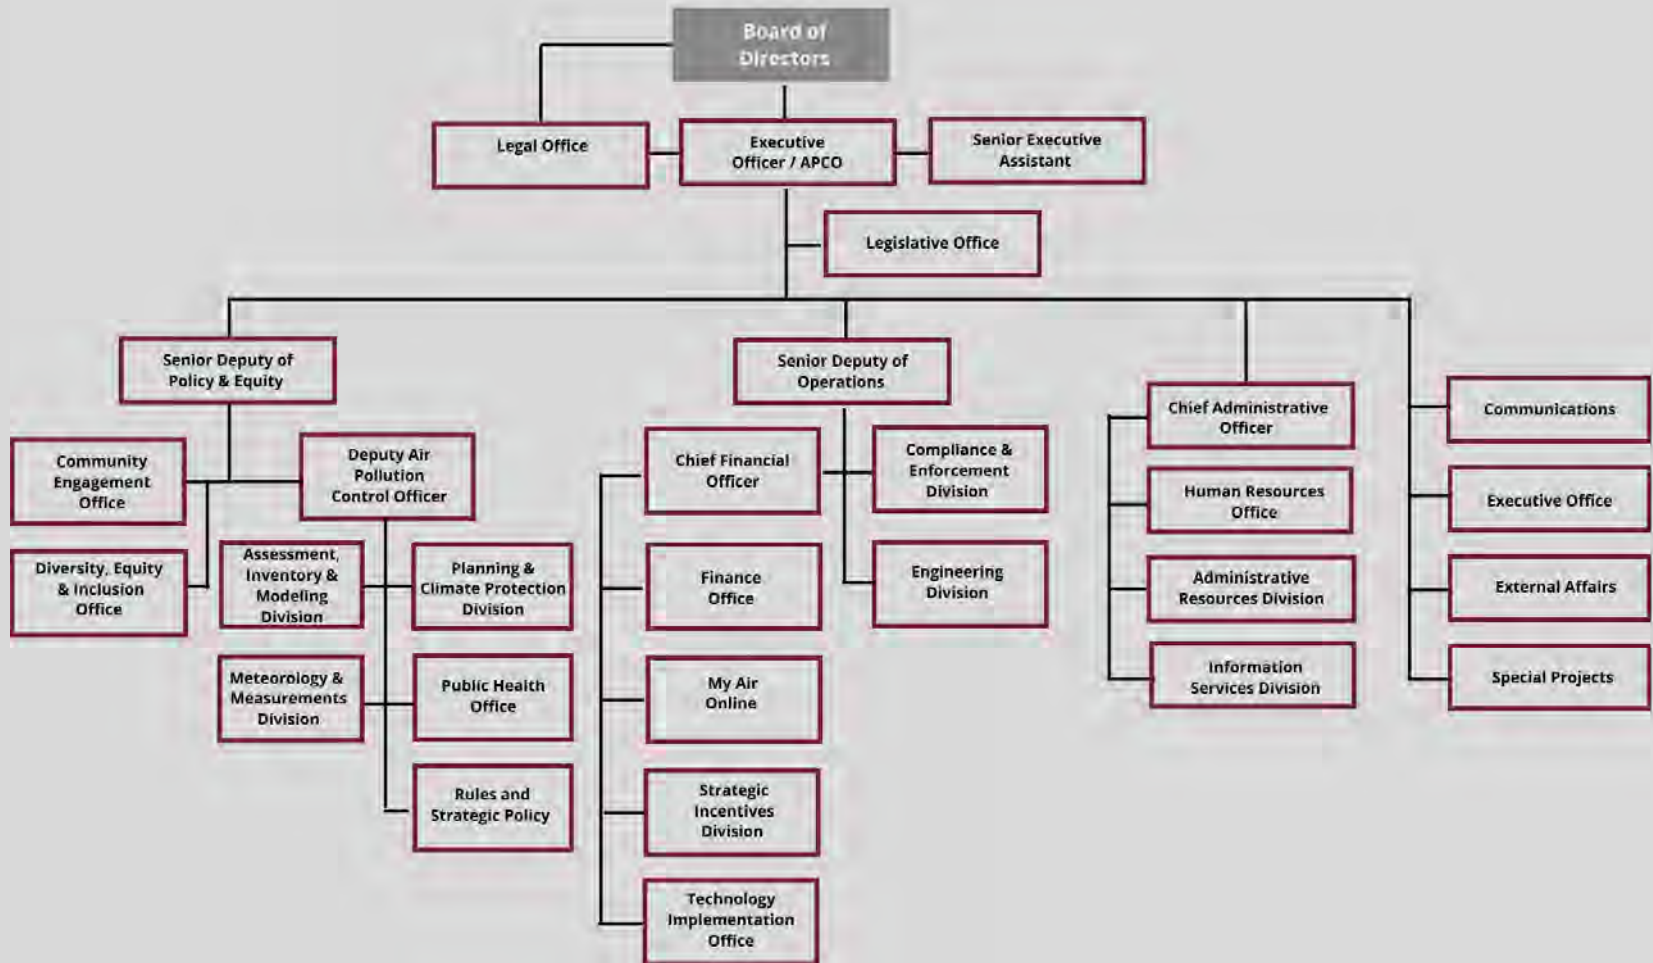 Board of
Directors
Legal Office
Executive
Officer / APCO
Senior Executive
Assistant
Legislative Office
Senior Deputy of
Policy & Equity
Senior Deputy of
Operations
Chief Administrative
Officer
Communications
Community
Engagement
Office
Deputy Air
Pollution
Control Officer
Chief Financial
Officer
Compliance &
Enforcement
Division
Human Resources
Office
Executive Office
Diversity, Equity
& Inclusion
Office
Assessment,
Inventory &
Modeling
Division
Planning &
Climate Protection
Division
Finance
Office
Engineering
Division
Administrative
Resources Division
External Affairs
Meteorology &
Measurements
Division
Public Health
Office
My Air
Online
Information
Services Division
Special Projects
Rules and
Strategic Policy
Strategic
Incentives
Division
Technology
Implementation
Office